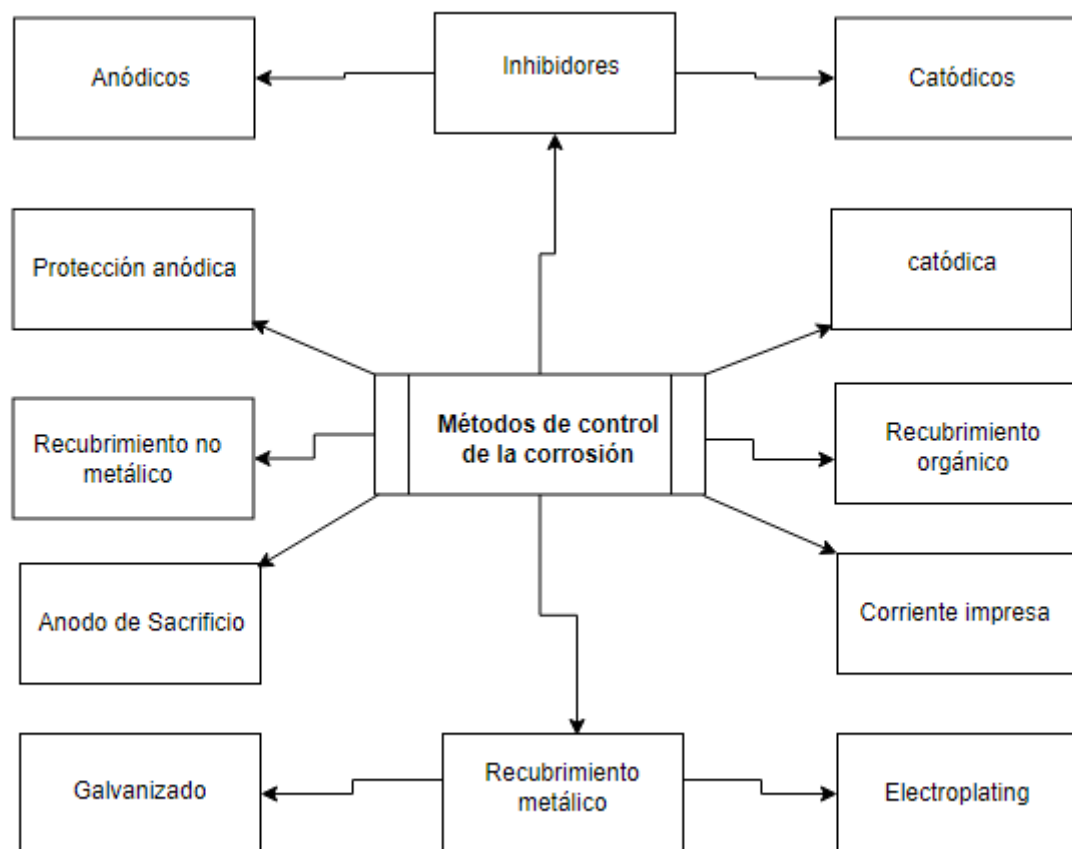 Anódicos
Inhibidores
Catódicos
Protección anódica
catódica
Métodos de control
de la corrosión
Recubrimiento no
metálico
Recubrimiento
orgánico
Anodo de Sacrificio
Corriente impresa
Galvanizado
Recubrimiento
metálico
Electroplating